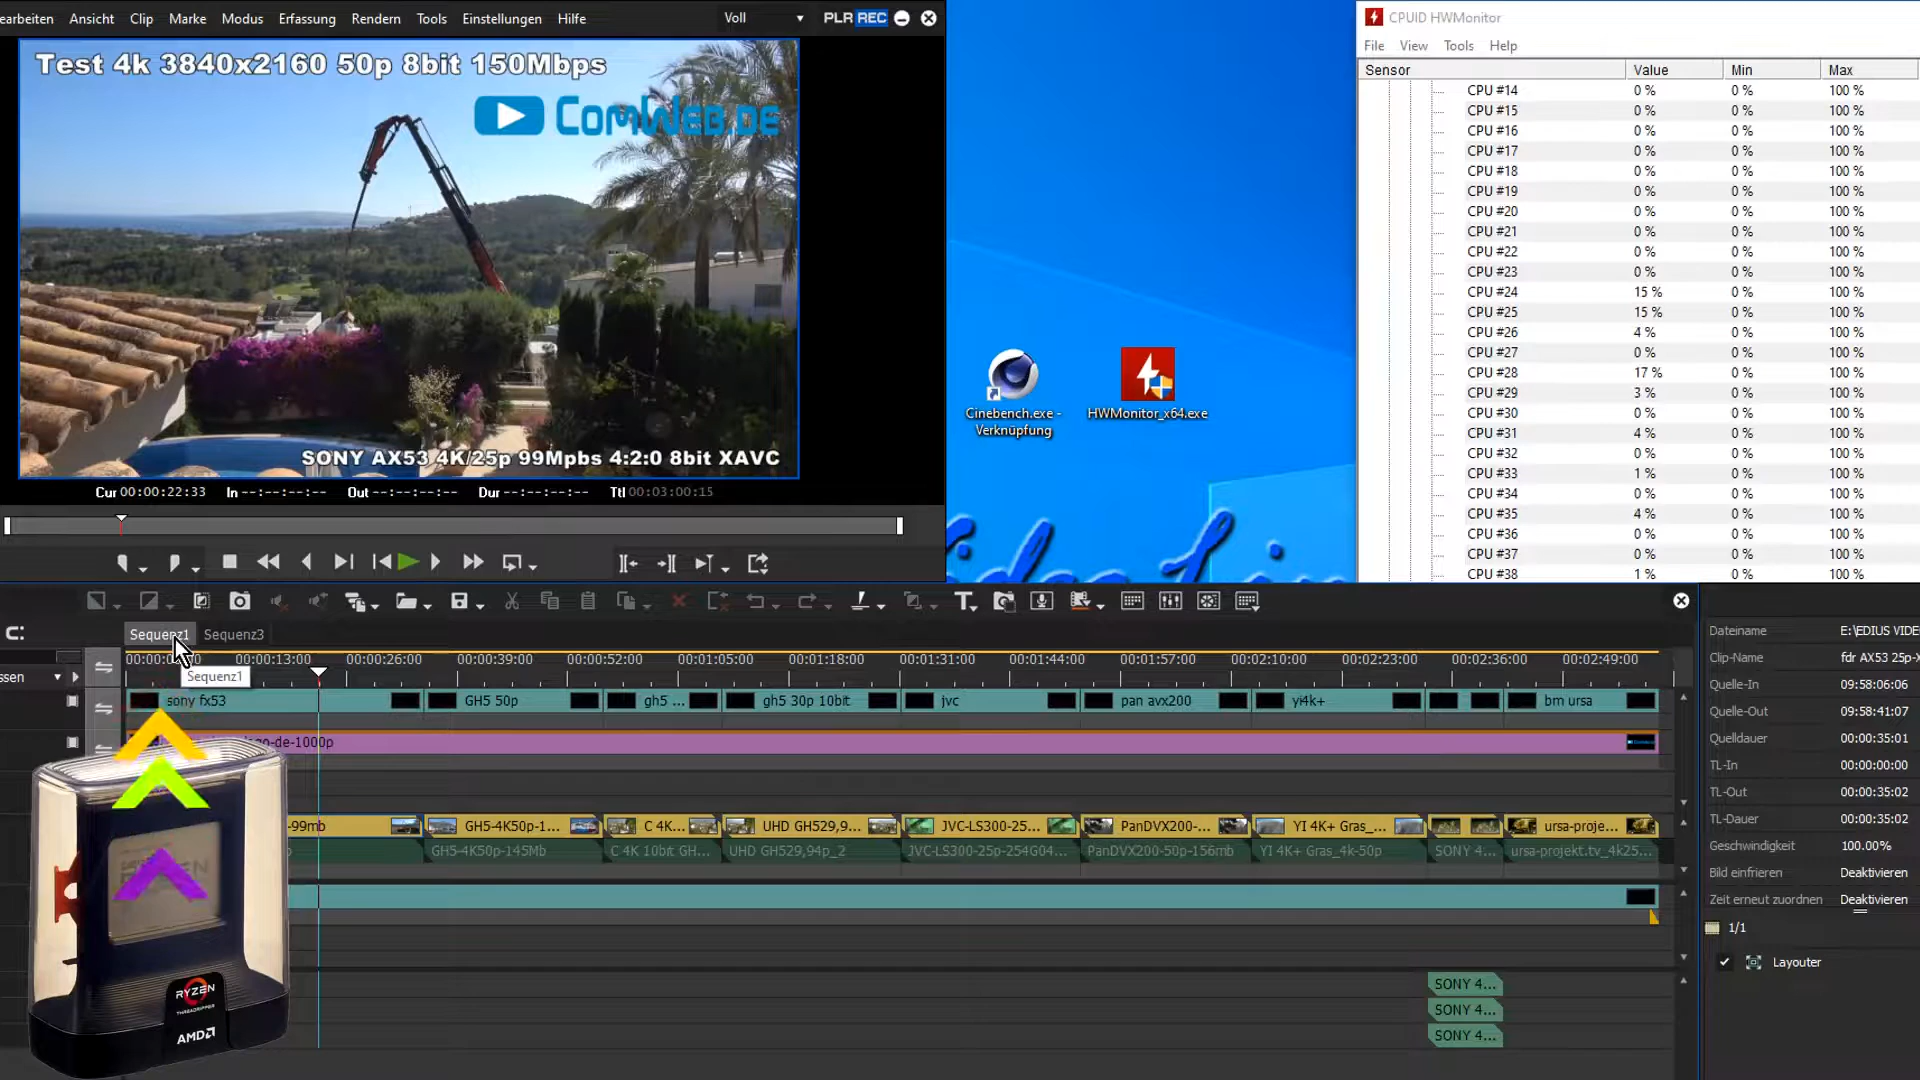 earbeiten Ansicht Clip Marke Modus Erfassung Rendern Tools Einstellungen Hilfe
Voll
PLR REC
Test 4k 3840x2160 50p 8bit 150Mbps
ComWeb.de
SONY AX53 4K/25p 99Mpbs 4:2:0 8bit XAVC
Cur 00:00:22:33 In --:--:--:-- Out --:--:--:-- Dur --:--:--:-- Ttl 00:03:00:15
Cinebench.exe - Verknüpfung
HWMonitor_x64.exe
CPUID HWMonitor
File View Tools Help
Sensor Value Min Max
CPU #14 0 % 0 % 100 %
CPU #15 0 % 0 % 100 %
CPU #16 0 % 0 % 100 %
CPU #17 0 % 0 % 100 %
CPU #18 0 % 0 % 100 %
CPU #19 0 % 0 % 100 %
CPU #20 0 % 0 % 100 %
CPU #21 0 % 0 % 100 %
CPU #22 0 % 0 % 100 %
CPU #23 0 % 0 % 100 %
CPU #24 15 % 0 % 100 %
CPU #25 15 % 0 % 100 %
CPU #26 4 % 0 % 100 %
CPU #27 0 % 0 % 100 %
CPU #28 17 % 0 % 100 %
CPU #29 3 % 0 % 100 %
CPU #30 0 % 0 % 100 %
CPU #31 4 % 0 % 100 %
CPU #32 0 % 0 % 100 %
CPU #33 1 % 0 % 100 %
CPU #34 0 % 0 % 100 %
CPU #35 4 % 0 % 100 %
CPU #36 0 % 0 % 100 %
CPU #37 0 % 0 % 100 %
CPU #38 1 % 0 % 100 %
Sequenz1 Sequenz3
00:00:13:00 00:00:26:00 00:00:39:00 00:00:52:00 00:01:05:00 00:01:18:00 00:01:31:00 00:01:44:00 00:01:57:00 00:02:10:00 00:02:23:00 00:02:36:00 00:02:49:00
ssen
Sequenz1
sony fx53 GH5 50p gh5 ... gh5 30p 10bit jvc pan avx200 yi4k+ bm ursa
-de-1000p
-99mb GH5-4K50p-1... C 4K... UHD GH529,9... JVC-LS300-25... PanDVX200-... YI 4K+ Gras_... ursa-proje...
GH5-4K50p-145Mb C 4K 10bit GH... UHD GH529,94p_2 JVC-LS300-25p-254G04... PanDVX200-50p-156mb YI 4K+ Gras_4k-50p SONY 4... ursa-projekt.tv_4k25...
SONY 4...
SONY 4...
SONY 4...
RYZEN
THREADRIPPER
AMD
Dateiname E:\EDIUS VIDE
Clip-Name fdr AX53 25p-X
Quelle-In 09:58:06:06
Quelle-Out 09:58:41:07
Quelldauer 00:00:35:01
TL-In 00:00:00:00
TL-Out 00:00:35:02
TL-Dauer 00:00:35:02
Geschwindigkeit 100.00%
Bild einfrieren Deaktivieren
Zeit erneut zuordnen Deaktivieren
1/1
Layouter